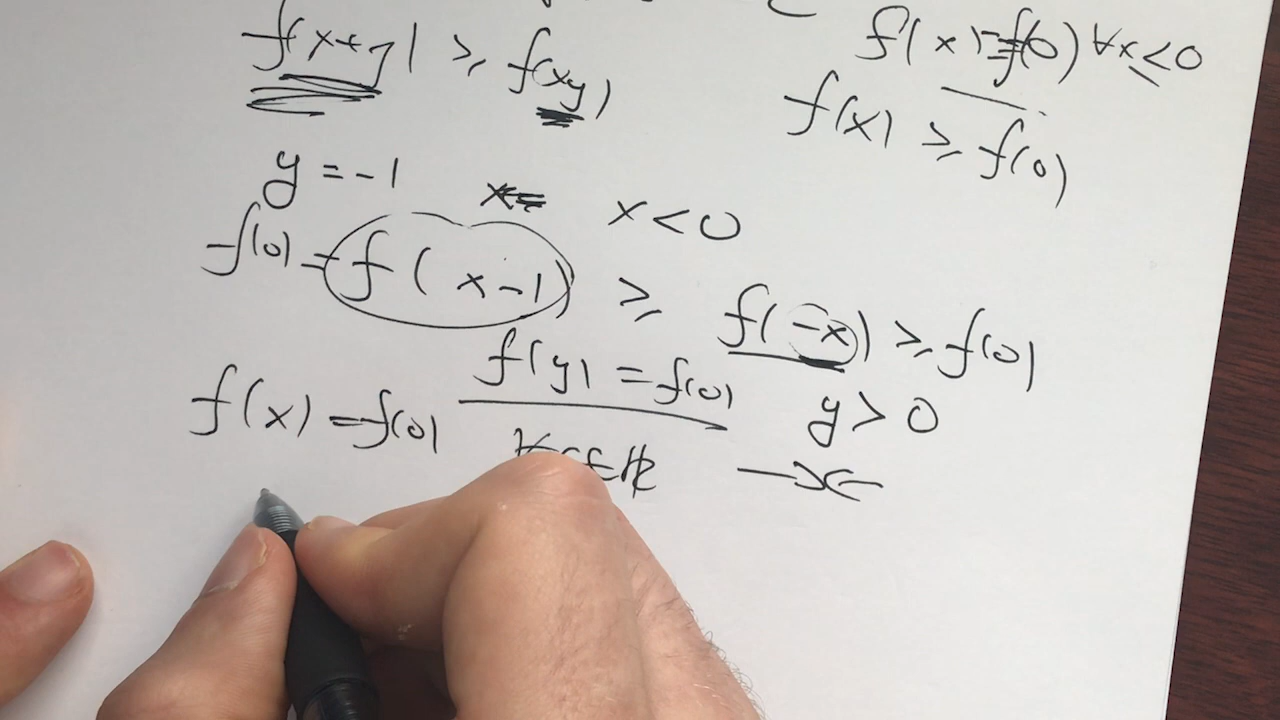 f(x+y) ≥ f(xy)
f(x) = f(0) ∀x ≤ 0
f(x) ≥ f(0)
y = -1 x < 0
f(0) = f(x-1) ≥ f(-x) ≥ f(0)
f(y) = f(0) y > 0
f(x) = f(0) ∀x∈ℝ -x